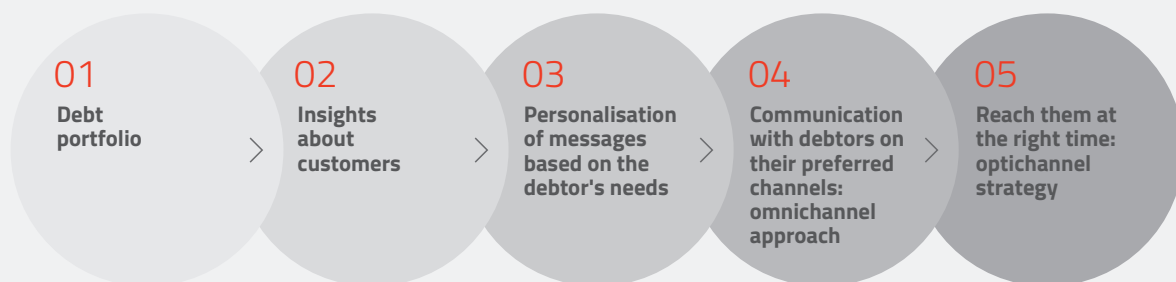 01
Debt
portfolio
02
Insights
about
customers
03
Personalisation
of messages
based on the
debtor's needs
04
Communication
with debtors on
their preferred
channels:
omnichannel
approach
05
Reach them at
the right time:
optichannel
strategy